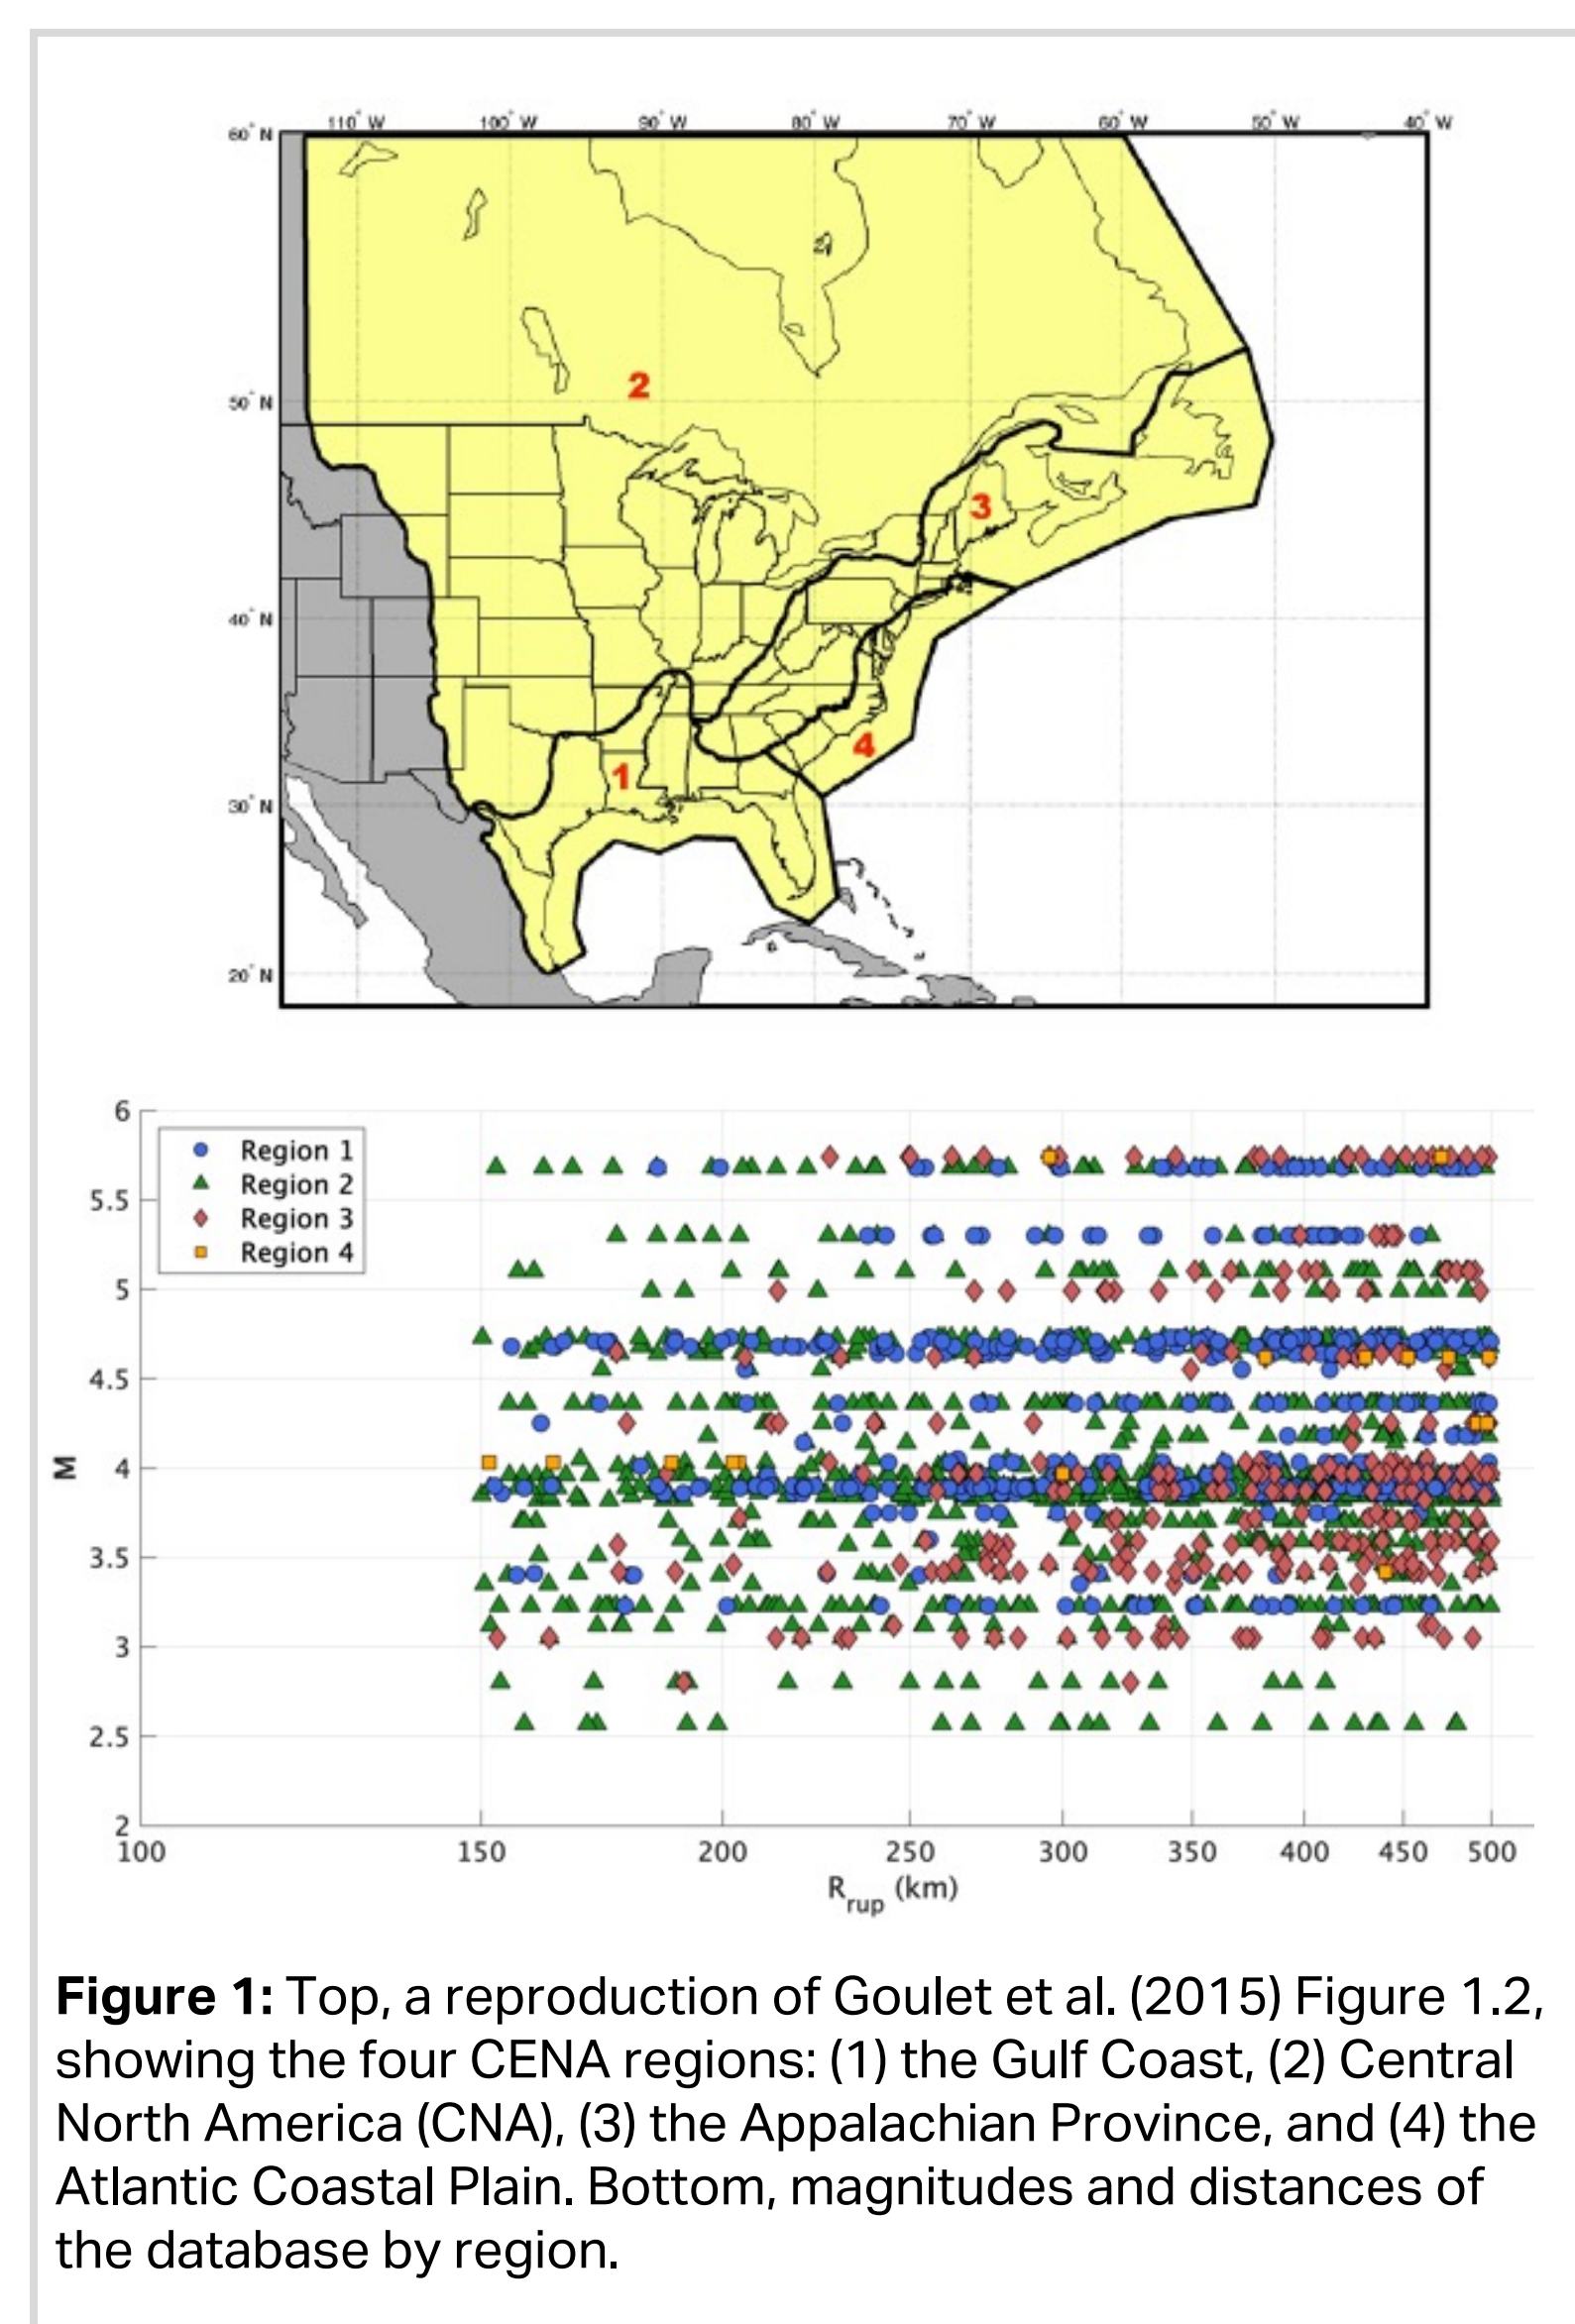 110° W 100° W 90° W 80° W 70° W 60° W 50° W 40° W
60° N
50° N
40° N
30° N
20° N
2
3
4
1
6
5.5
5
4.5
4
3.5
3
2.5
2
M
Region 1
Region 2
Region 3
Region 4
100 150 200 250 300 350 400 450 500
Rrup (km)
Figure 1: Top, a reproduction of Goulet et al. (2015) Figure 1.2,
showing the four CENA regions: (1) the Gulf Coast, (2) Central
North America (CNA), (3) the Appalachian Province, and (4) the
Atlantic Coastal Plain. Bottom, magnitudes and distances of
the database by region.